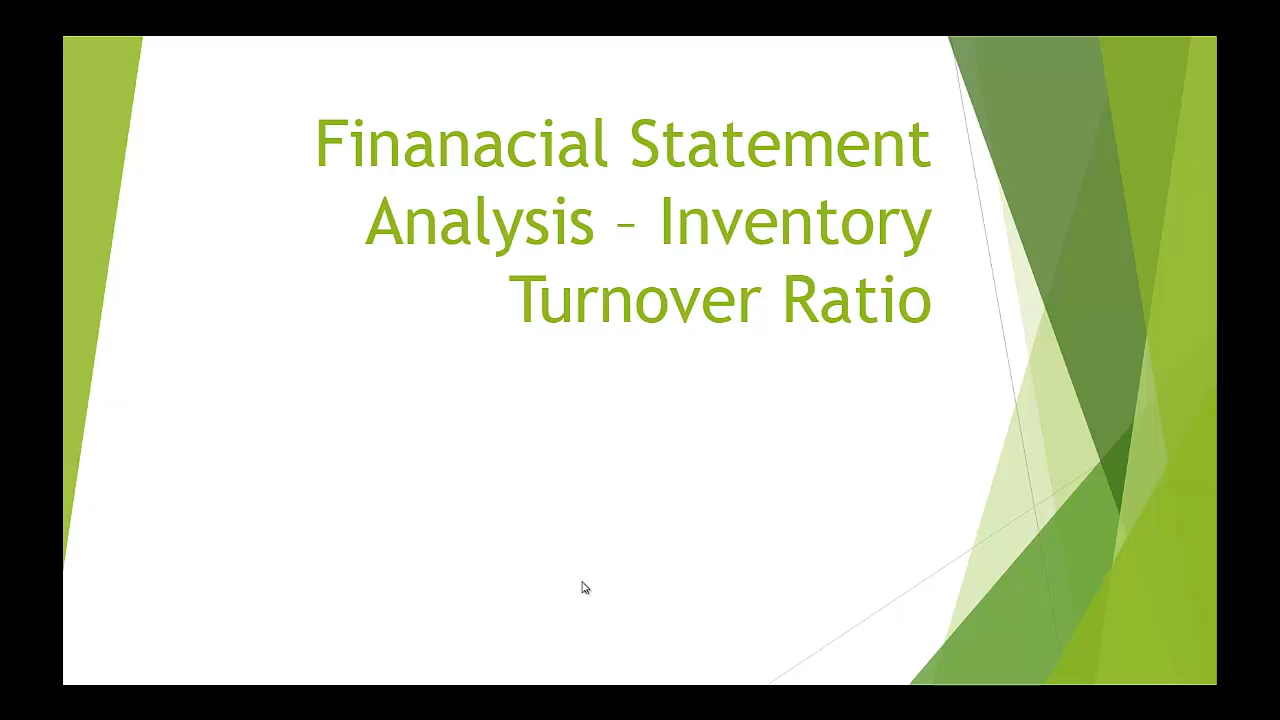 Finanacial Statement
Analysis – Inventory
Turnover Ratio